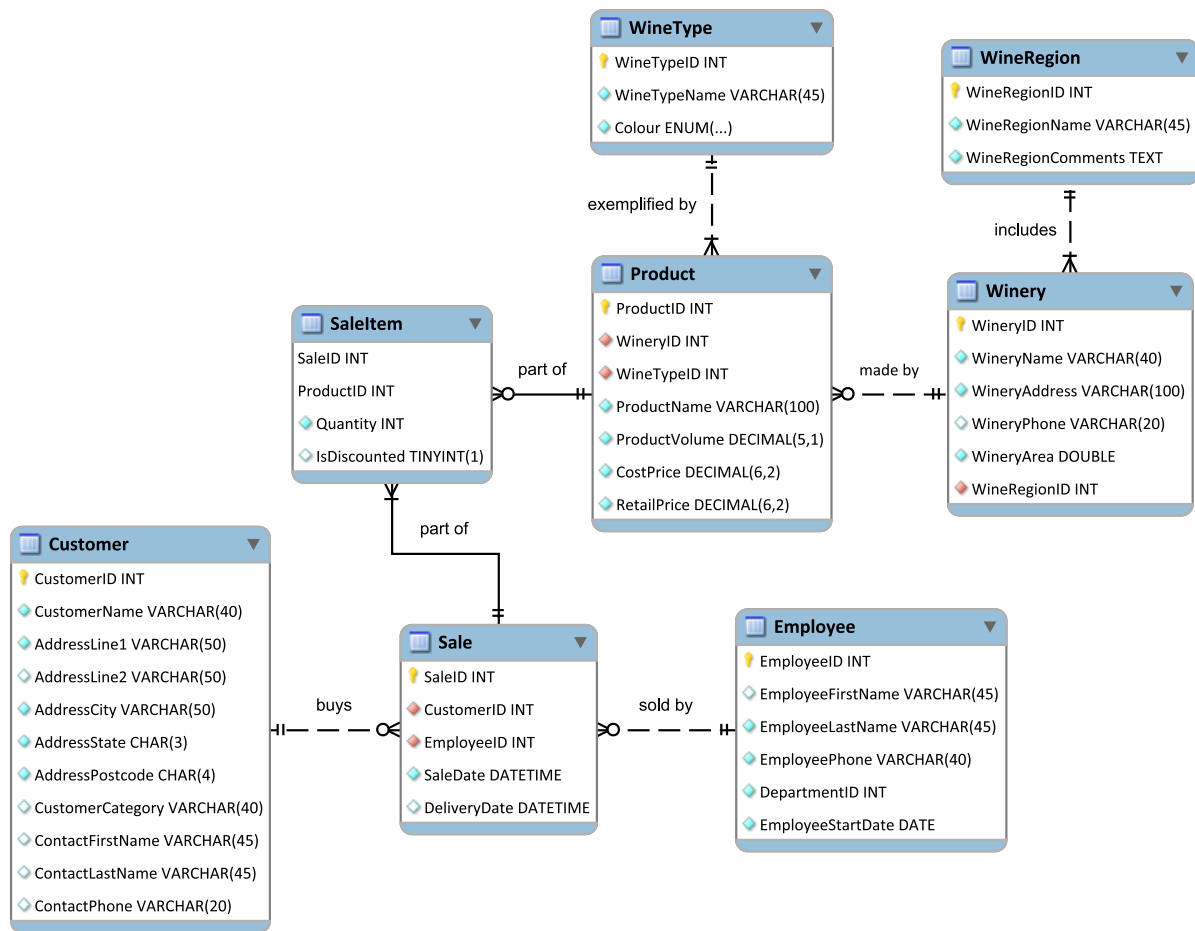 WineType
WineTypeID INT
WineTypeName VARCHAR(45)
Colour ENUM(...)
WineRegion
WineRegionID INT
WineRegionName VARCHAR(45)
WineRegionComments TEXT
exemplified by
includes
Product
ProductID INT
WineryID INT
WineTypeID INT
ProductName VARCHAR(100)
ProductVolume DECIMAL(5,1)
CostPrice DECIMAL(6,2)
RetailPrice DECIMAL(6,2)
Winery
WineryID INT
WineryName VARCHAR(40)
WineryAddress VARCHAR(100)
WineryPhone VARCHAR(20)
WineryArea DOUBLE
WineRegionID INT
SaleItem
SaleID INT
ProductID INT
Quantity INT
IsDiscounted TINYINT(1)
part of
made by
part of
Customer
CustomerID INT
CustomerName VARCHAR(40)
AddressLine1 VARCHAR(50)
AddressLine2 VARCHAR(50)
AddressCity VARCHAR(50)
AddressState CHAR(3)
AddressPostcode CHAR(4)
CustomerCategory VARCHAR(40)
ContactFirstName VARCHAR(45)
ContactLastName VARCHAR(45)
ContactPhone VARCHAR(20)
buys
Sale
SaleID INT
CustomerID INT
EmployeeID INT
SaleDate DATETIME
DeliveryDate DATETIME
sold by
Employee
EmployeeID INT
EmployeeFirstName VARCHAR(45)
EmployeeLastName VARCHAR(45)
EmployeePhone VARCHAR(40)
DepartmentID INT
EmployeeStartDate DATE